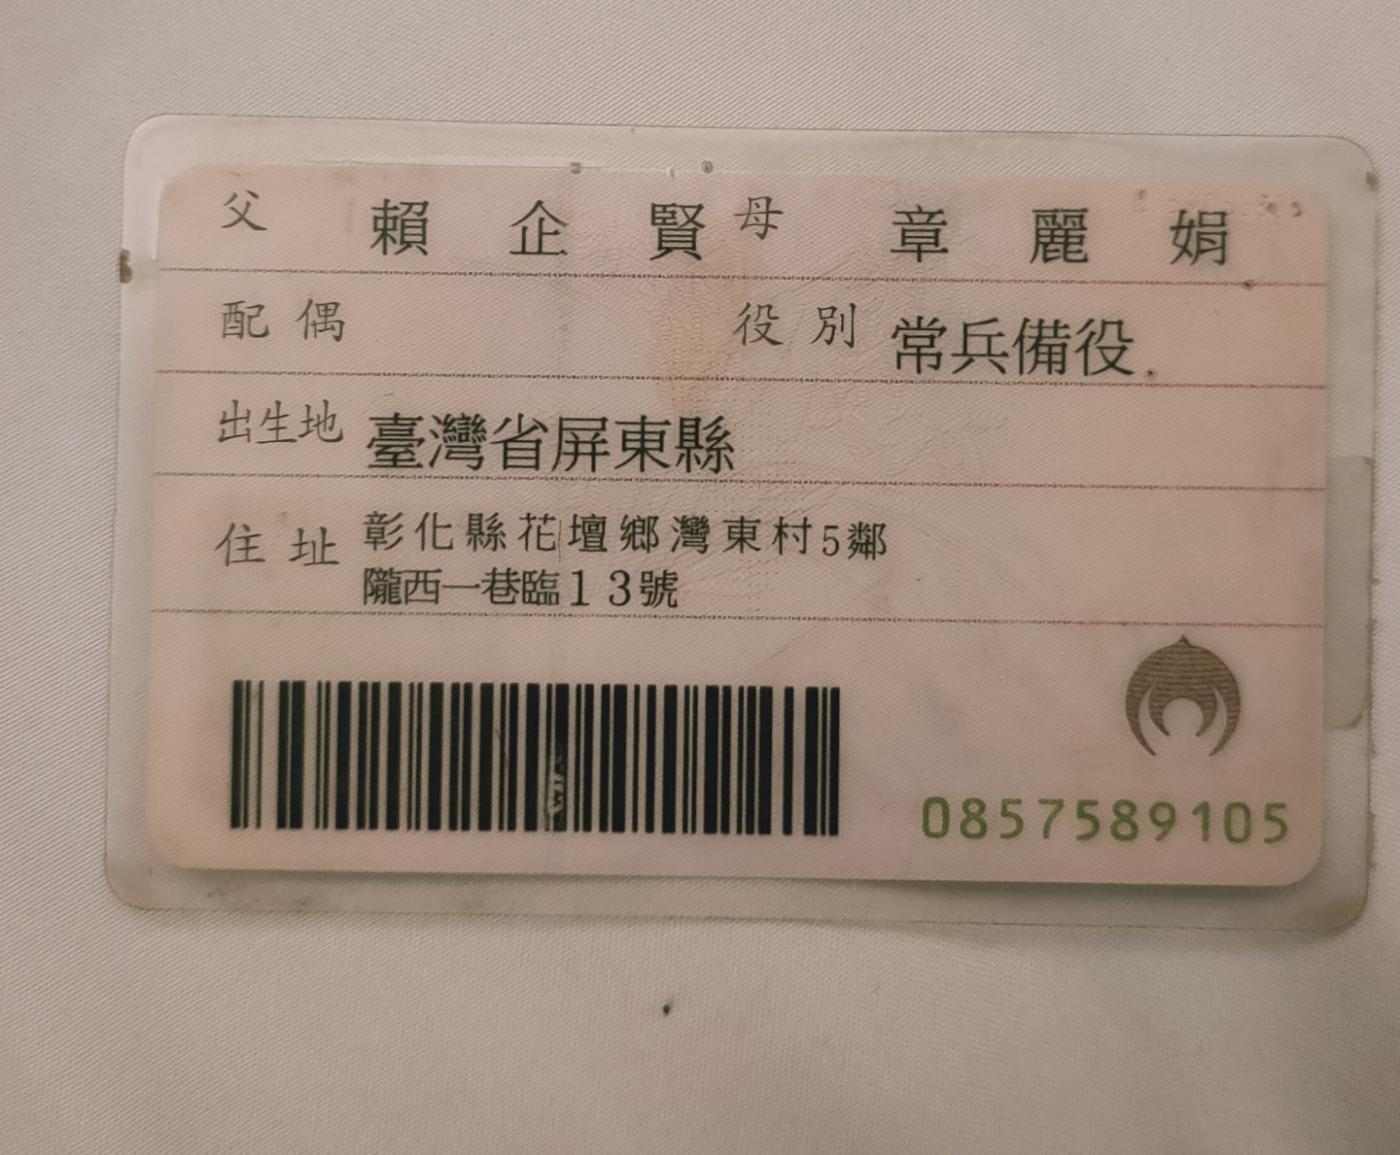 父 賴企賢 母 章麗娟
配偶 役別 常兵備役
出生地 臺灣省屏東縣
住址 彰化縣花壇鄉灣東村5鄰
隴西一巷臨13號
0857589105